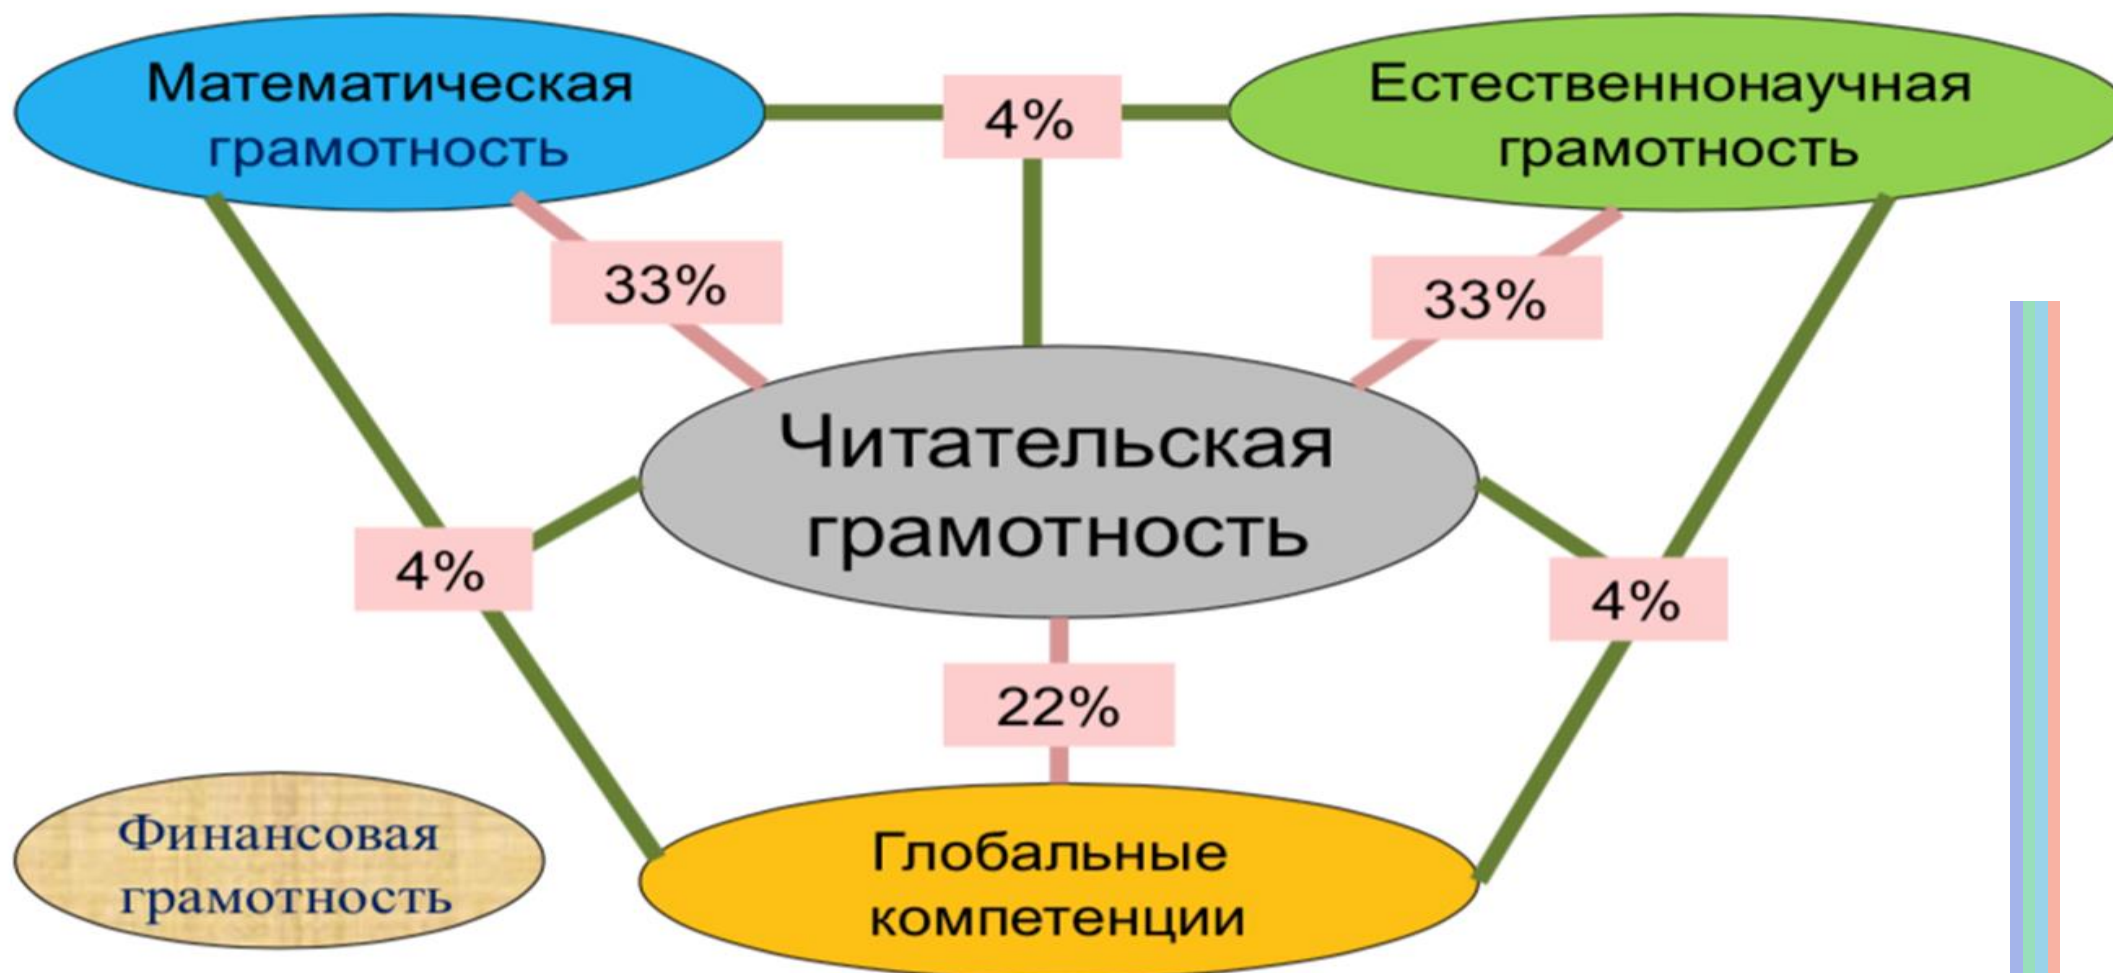 Математическая
грамотность
4%
Естественнонаучная
грамотность
33%
33%
Читательская
грамотность
4%
4%
22%
Финансовая
грамотность
Глобальные
компетенции